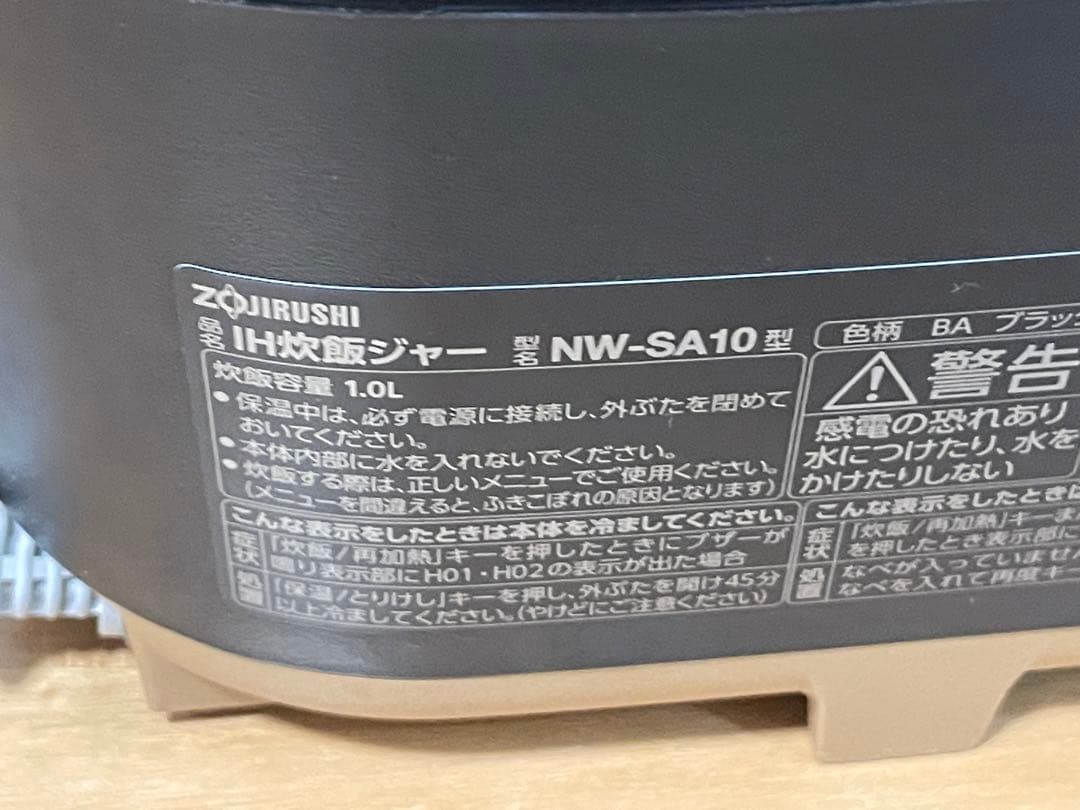 ZOJIRUSHI
品名 IH炊飯ジャー 型名 NW-SA10型
炊飯容量 1.0L
●保温中は、必ず電源に接続し、外ぶたを閉めて
おいてください。
●本体内部に水を入れないでください。
●炊飯する際は、正しいメニューでご使用ください。
(メニューを間違えると、ふきこぼれの原因となります)
こんな表示をしたときは本体を冷ましてください。
症状 「炊飯/再加熱」キーを押したときにブザーが
鳴り表示部にH01・H02の表示が出た場合
処置 「保温/とりけし」キーを押し、外ぶたを開け45分
以上冷ましてください。(やけどにご注意ください)
色柄 BA ブラッ
警告
感電の恐れあり
水につけたり、水を
かけたりしない
こんな表示をしたときは
症状 「炊飯/再加熱」キーま
を押したとき表示部に
処置 なべが入っていません
なべを入れて再度キ